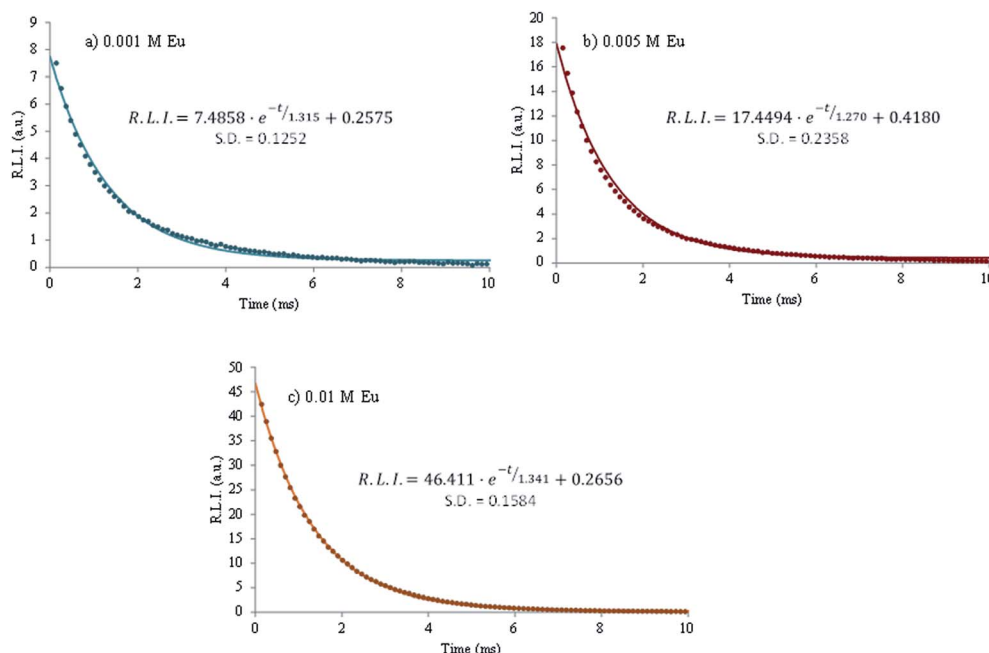 a) 0.001 M Eu
R.L.I. = 7.4858 · e^{-t/1.315} + 0.2575
S.D. = 0.1252
R.L.I. (a.u.)
9
8
7
6
5
4
3
2
1
0
0 2 4 6 8 10
Time (ms)
b) 0.005 M Eu
R.L.I. = 17.4494 · e^{-t/1.270} + 0.4180
S.D. = 0.2358
R.L.I. (a.u.)
20
18
16
14
12
10
8
6
4
2
0
0 2 4 6 8 10
Time (ms)
c) 0.01 M Eu
R.L.I. = 46.411 · e^{-t/1.341} + 0.2656
S.D. = 0.1584
R.L.I. (a.u.)
50
45
40
35
30
25
20
15
10
5
0
0 2 4 6 8 10
Time (ms)